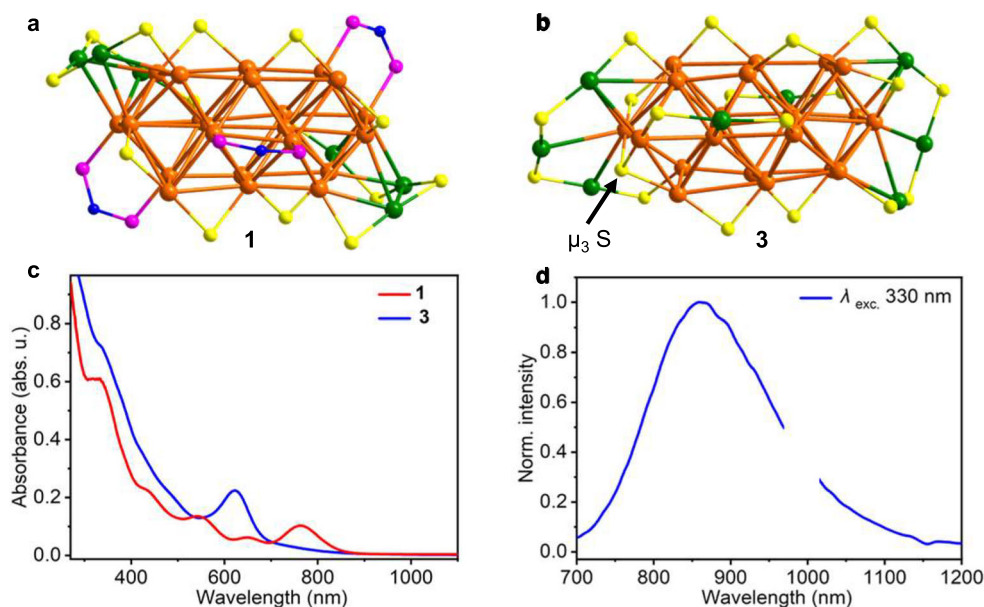 a
b
1
μ₃ S
3
c
1
3
0.8
0.6
0.4
0.2
0.0
Absorbance (abs. u.)
400
600
800
1000
Wavelength (nm)
d
λ exc. 330 nm
1.0
0.8
0.6
0.4
0.2
0.0
Norm. intensity
700
800
900
1000
1100
1200
Wavelength (nm)